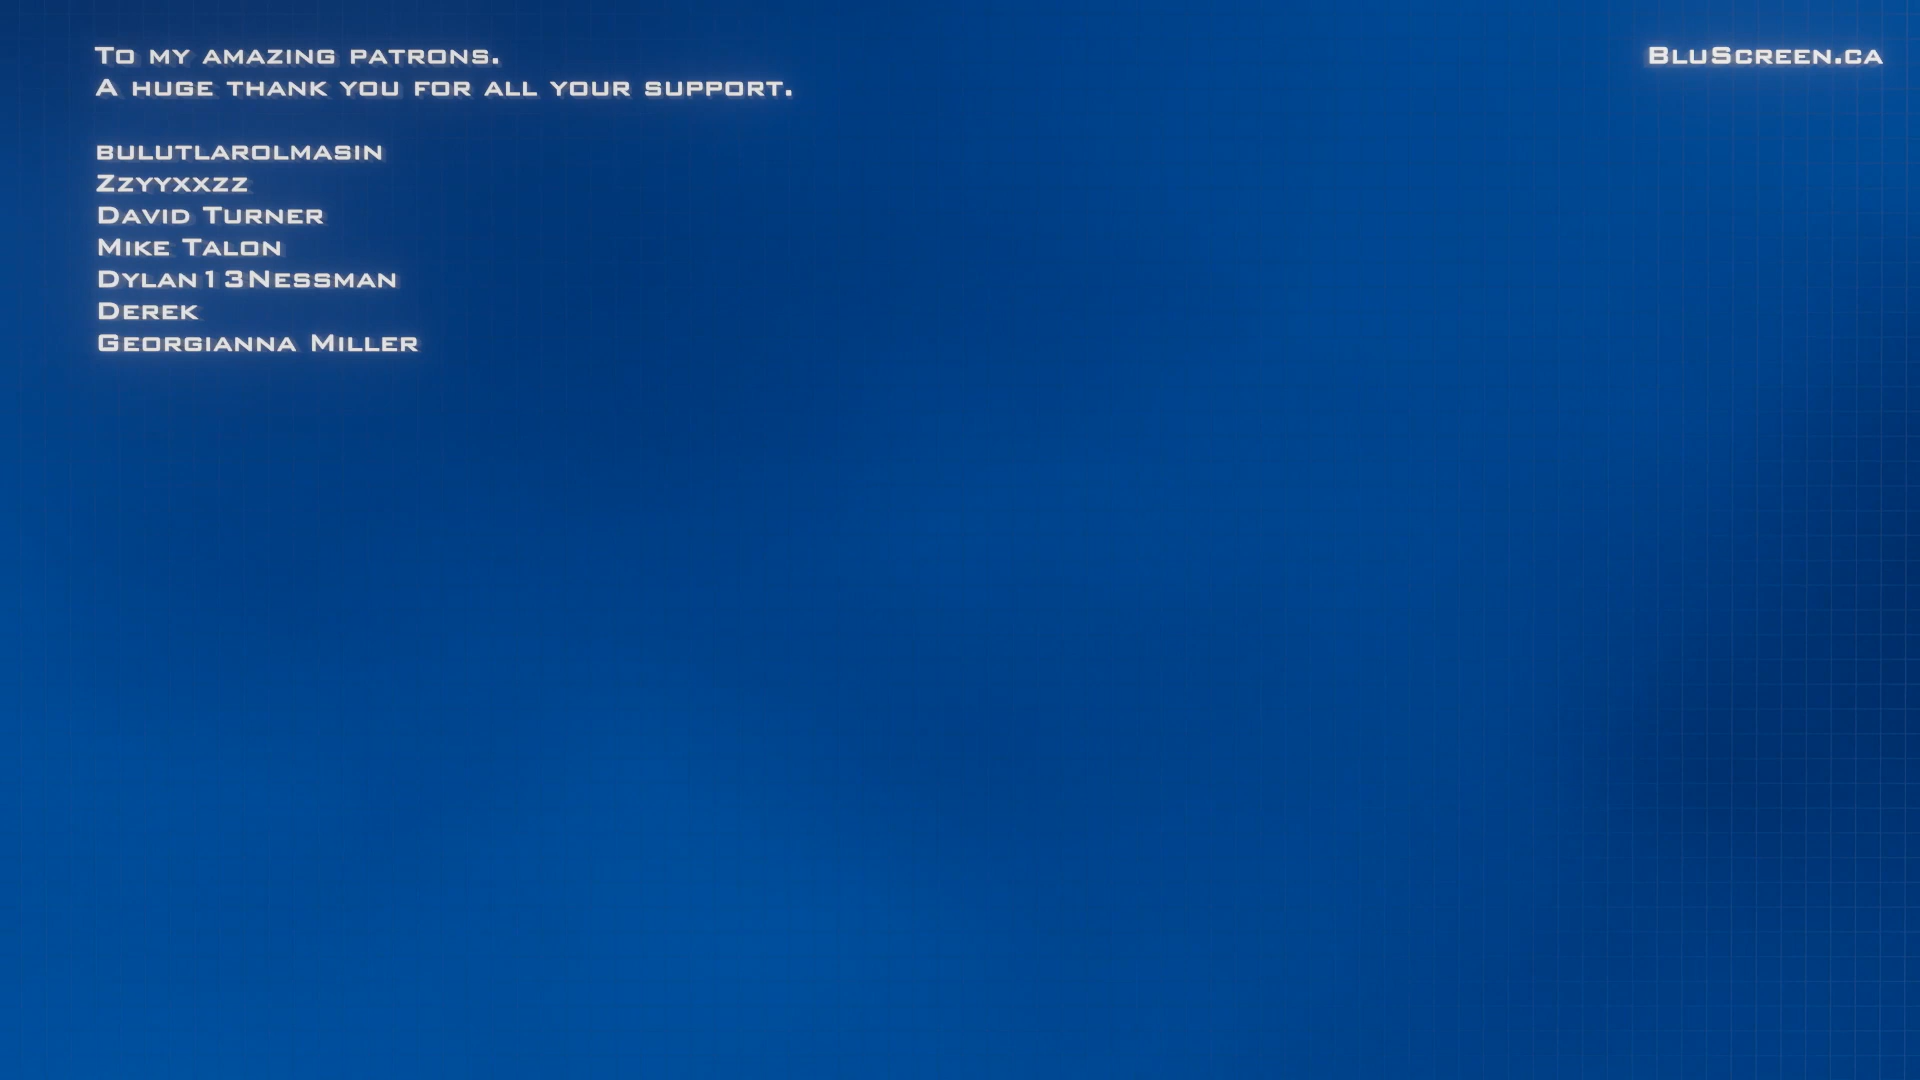 To my amazing patrons.
A huge thank you for all your support.
BluScreen.ca
bulutlarolmasin
Zzyyxxzz
David Turner
Mike Talon
Dylan13Nessman
Derek
Georgianna Miller